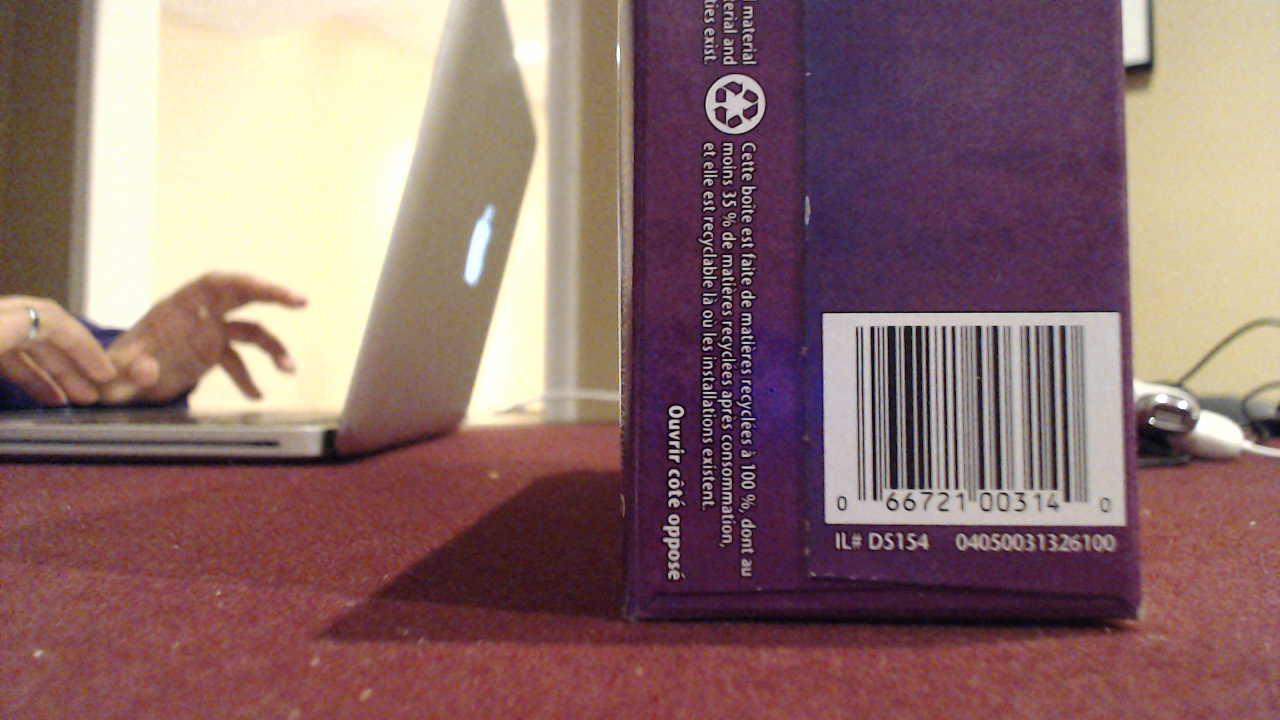 material
erial and
ties exist.
Cette boîte est faite de matières recyclées à 100 %, dont au
moins 35 % de matières recyclées après consommation,
et elle est recyclable là où les installations existent.
Ouvrir côté opposé
0 66721 00314 0
IL# D5154 04050031326100